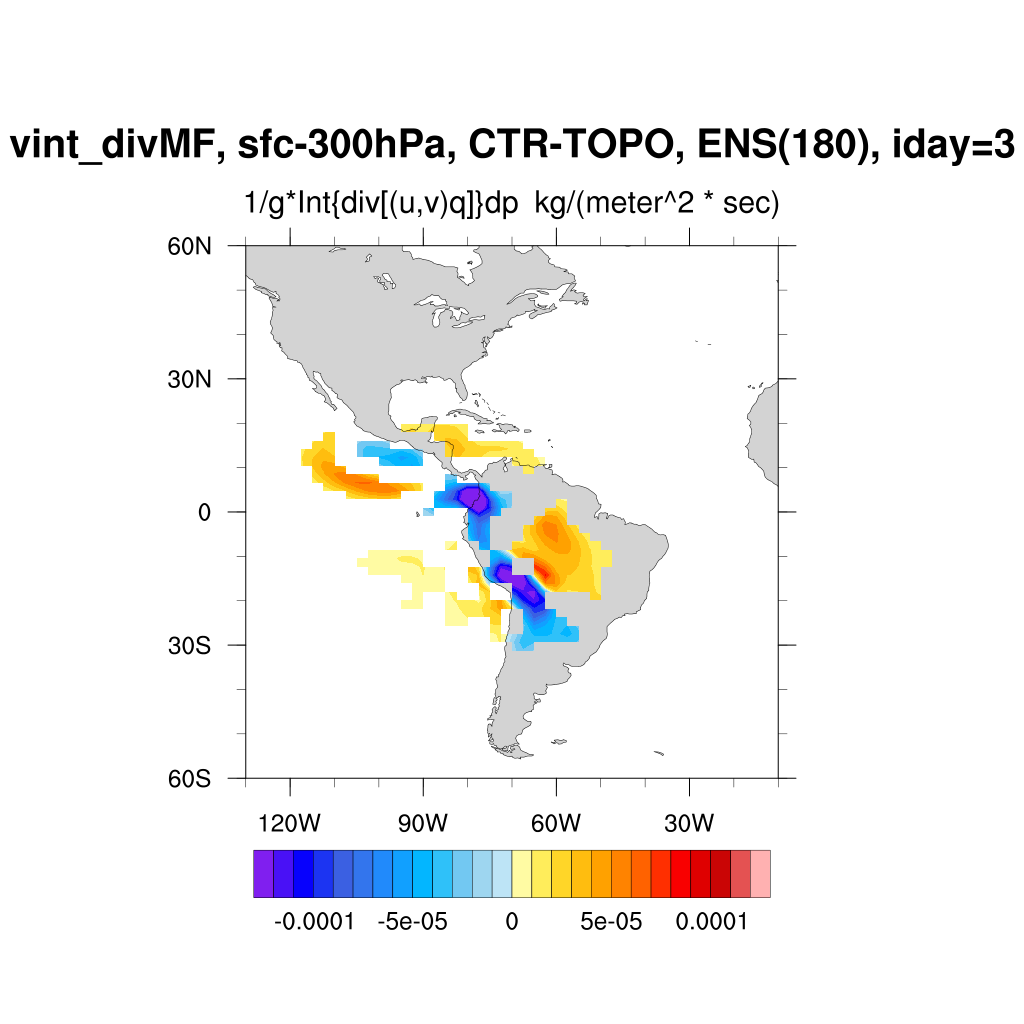 vint_divMF, sfc-300hPa, CTR-TOPO, ENS(180), iday=3
1/g*Int{div[(u,v)q]}dp  kg/(meter^2 * sec)
60N
30N
0
30S
60S
120W 90W 60W 30W
-0.0001 -5e-05 0 5e-05 0.0001